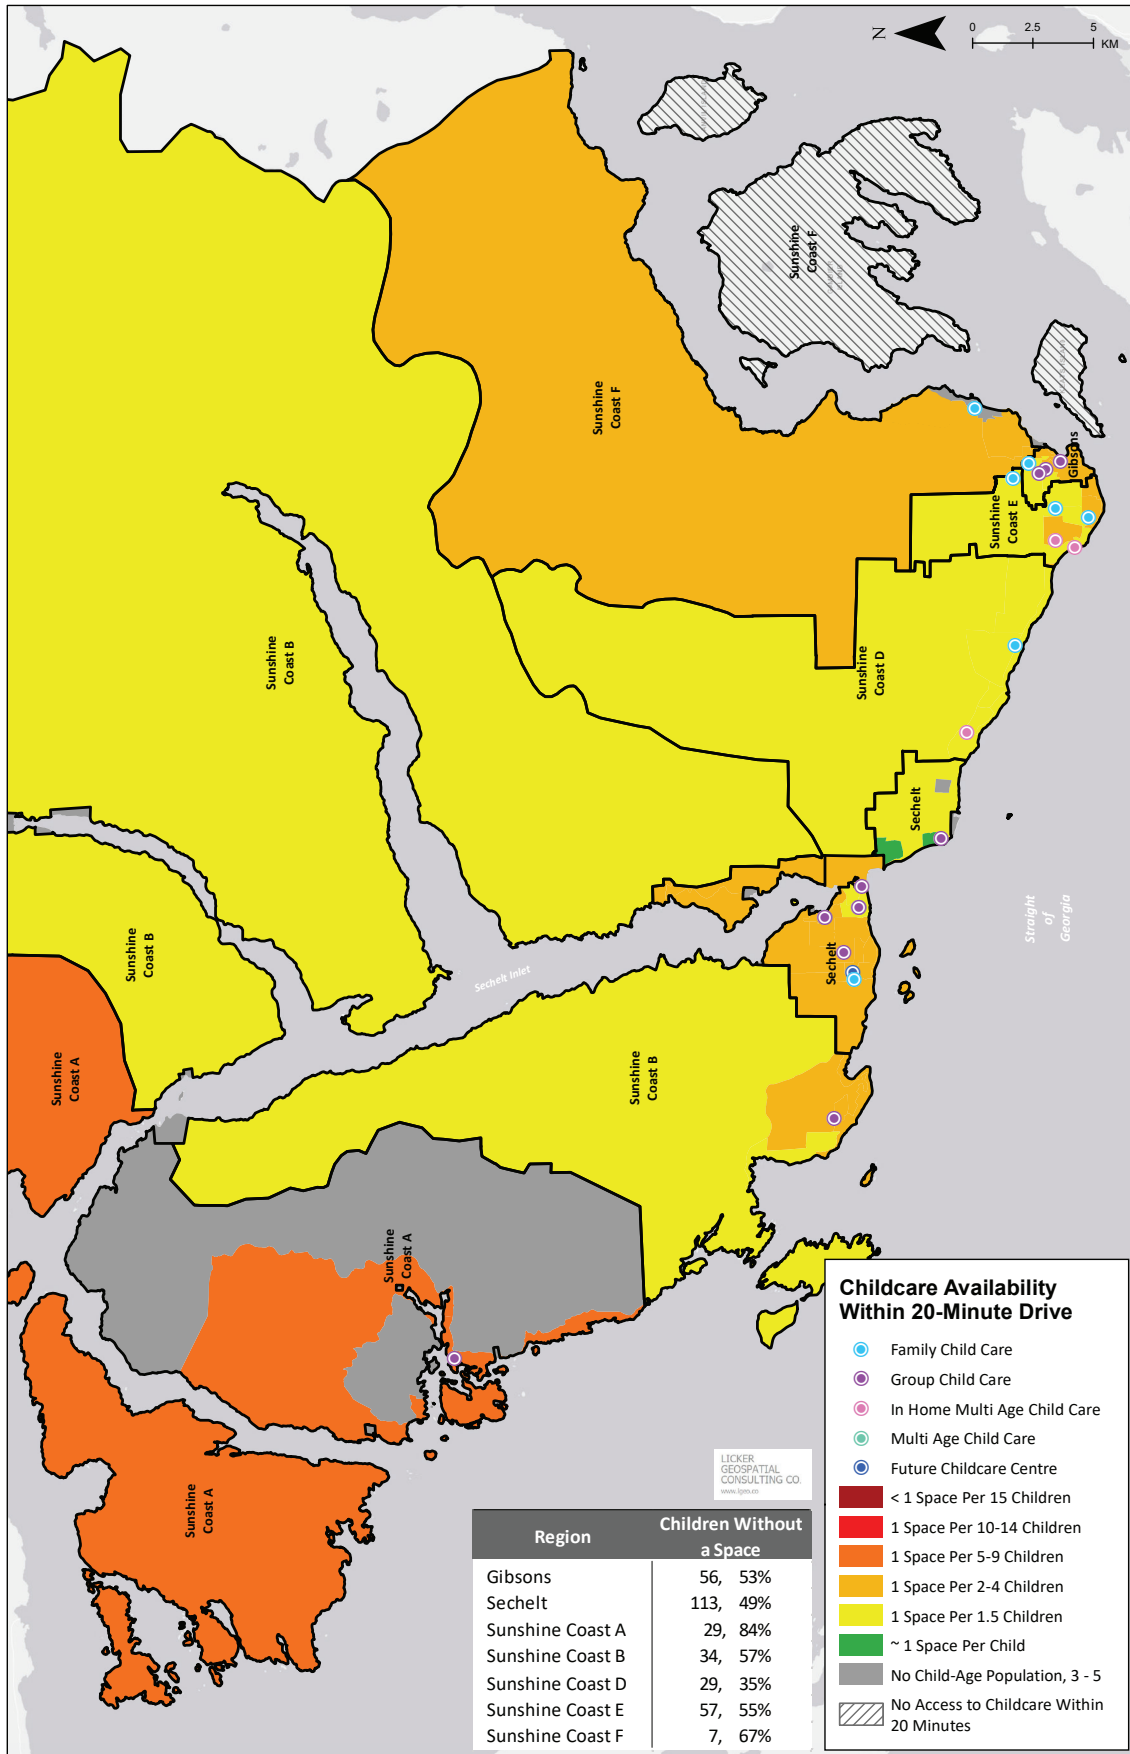 N
0 2.5 5
KM
Sunshine
Coast F
Sunshine
Coast F
Gibsons
Sunshine
Coast E
Sunshine
Coast B
Sunshine
Coast D
Sechelt
Sunshine
Coast B
Sechelt Inlet
Sechelt
Straight
of
Georgia
Sunshine
Coast A
Sunshine
Coast B
Sunshine
Coast A
Sunshine
Coast A
LICKER
GEOSPATIAL
CONSULTING CO.
www.lgeo.co
Region Children Without
a Space
Gibsons 56, 53%
Sechelt 113, 49%
Sunshine Coast A 29, 84%
Sunshine Coast B 34, 57%
Sunshine Coast D 29, 35%
Sunshine Coast E 57, 55%
Sunshine Coast F 7, 67%
Childcare Availability
Within 20-Minute Drive
Family Child Care
Group Child Care
In Home Multi Age Child Care
Multi Age Child Care
Future Childcare Centre
< 1 Space Per 15 Children
1 Space Per 10-14 Children
1 Space Per 5-9 Children
1 Space Per 2-4 Children
1 Space Per 1.5 Children
~ 1 Space Per Child
No Child-Age Population, 3 - 5
No Access to Childcare Within
20 Minutes